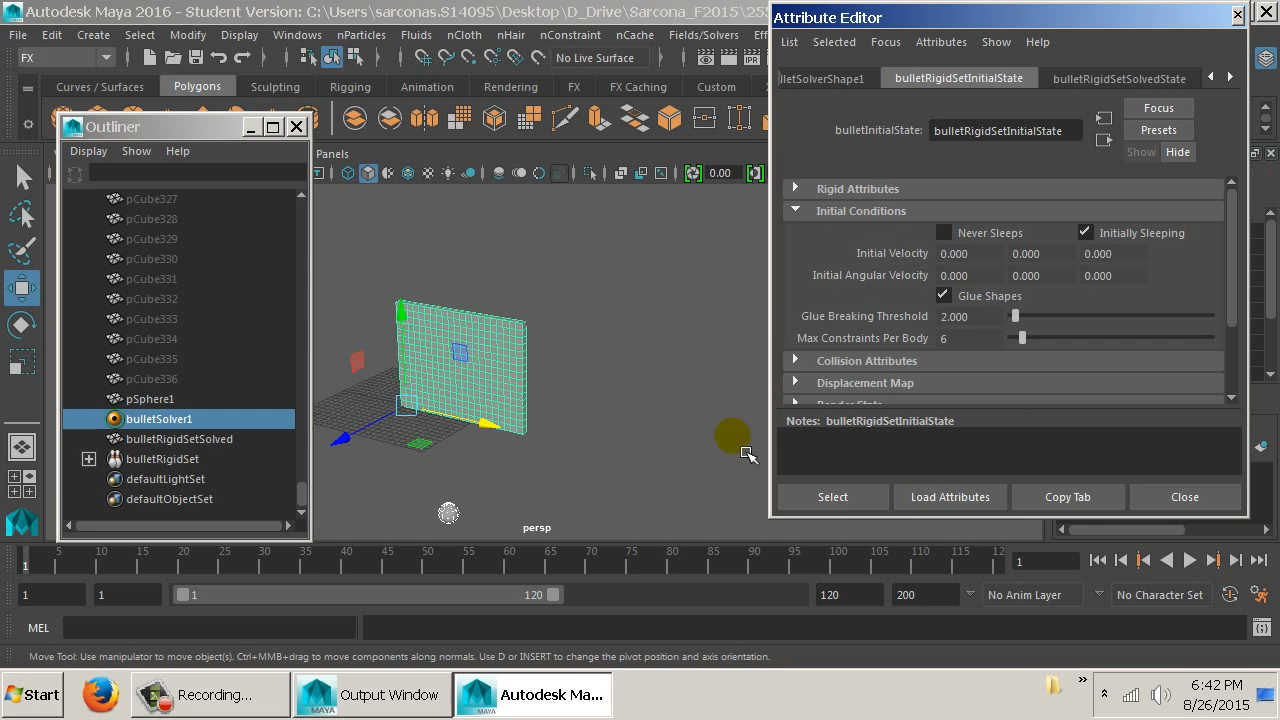 Autodesk Maya 2016 - Student Version: C:\Users\sarconas814095\Desktop\D_Drive\Sarcona_F2015\253
File Edit Create Select Modify Display Windows nParticles Fluids nCloth nHair nConstraint nCache Fields/Solvers
FX No Live Surface
Curves / Surfaces Polygons Sculpting Rigging Animation Rendering FX FX Caching Custom
Outliner
Display Show Help
pCube327
pCube328
pCube329
pCube330
pCube331
pCube332
pCube333
pCube334
pCube335
pCube336
pSphere1
bulletSolver1
bulletRigidSetSolved
bulletRigidSet
defaultLightSet
defaultObjectSet
Panels
0.00
persp
Attribute Editor
List Selected Focus Attributes Show Help
lletSolverShape1 bulletRigidSetInitialState bulletRigidSetSolvedState
bulletInitialState: bulletRigidSetInitialState
Focus
Presets
Show Hide
Rigid Attributes
Initial Conditions
Never Sleeps Initially Sleeping
Initial Velocity 0.000 0.000 0.000
Initial Angular Velocity 0.000 0.000 0.000
Glue Shapes
Glue Breaking Threshold 2.000
Max Constraints Per Body 6
Collision Attributes
Displacement Map
Notes: bulletRigidSetInitialState
Select Load Attributes Copy Tab Close
1 5 10 15 20 25 30 35 40 45 50 55 60 65 70 75 80 85 90 95 100 105 110 115 12
1
1 1 1 120 120 200 No Anim Layer No Character Set
MEL
Move Tool: Use manipulator to move object(s). Ctrl+MMB+drag to move components along normals. Use D or INSERT to change the pivot position and axis orientation.
Start Recording... Output Window Autodesk Ma...
6:42 PM
8/26/2015